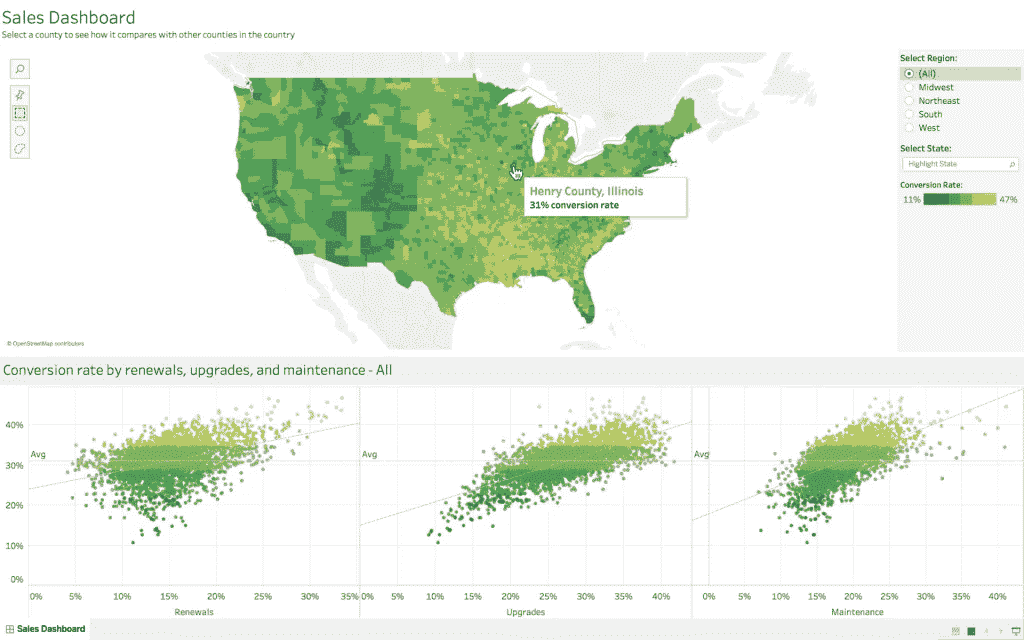 Sales Dashboard
Select a county to see how it compares with other counties in the country
Select Region:
(All)
Midwest
Northeast
South
West
Select State:
Highlight State
Conversion Rate:
11% 47%
Henry County, Illinois
31% conversion rate
© OpenStreetMap contributors
Conversion rate by renewals, upgrades, and maintenance - All
40%
30%
20%
10%
0%
Avg
Avg
Avg
0% 5% 10% 15% 20% 25% 30% 35%
0% 5% 10% 15% 20% 25% 30% 35% 40%
0% 5% 10% 15% 20% 25% 30% 35% 40%
Renewals
Upgrades
Maintenance
Sales Dashboard